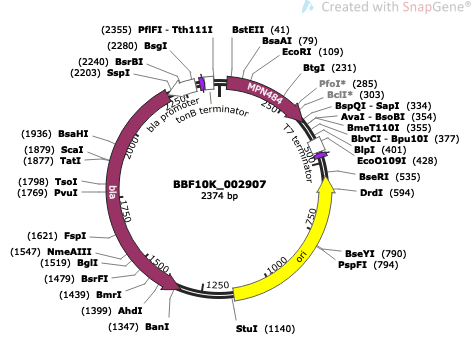 Created with SnapGene®
(2355) PflFI - Tth111I
(2280) BsgI
(2240) BsrBI
(2203) SspI
BstEII (41)
BsaAI (79)
EcoRI (109)
BtgI (231)
PfoI* (285)
BclI* (303)
BspQI - SapI (334)
AvaI - BsoBI (354)
BmeT110I (355)
BbvCI - Bpu10I (377)
BlpI (401)
EcoO109I (428)
BseRI (535)
DrdI (594)
BseYI (790)
PspFI (794)
StuI (1140)
(1936) BsaHI
(1879) ScaI
(1877) TatI
(1798) TsoI
(1769) PvuI
(1621) FspI
(1547) NmeAIII
(1519) BglI
(1479) BsrFI
(1439) BmrI
(1399) AhdI
(1347) BanI
bla promoter
tonB terminator
MPN484
T7 terminator
bla
ori
250
500
750
1000
1250
1500
1750
2000
2250
BBF10K_002907
2374 bp